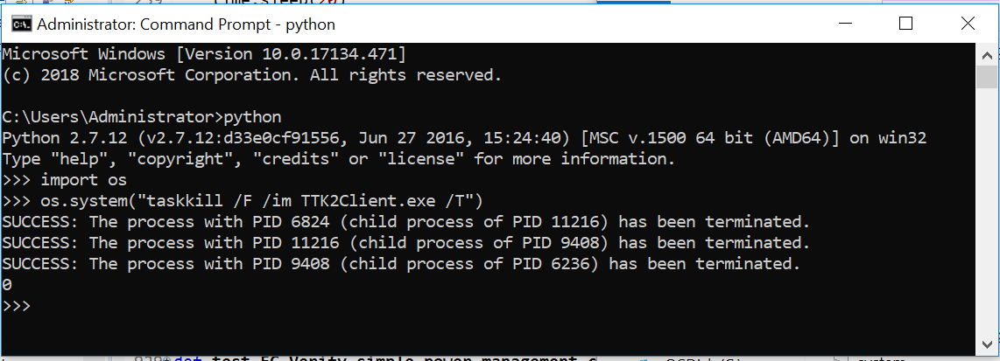 Administrator: Command Prompt - python
Microsoft Windows [Version 10.0.17134.471]
(c) 2018 Microsoft Corporation. All rights reserved.
C:\Users\Administrator>python
Python 2.7.12 (v2.7.12:d33e0cf91556, Jun 27 2016, 15:24:40) [MSC v.1500 64 bit (AMD64)] on win32
Type "help", "copyright", "credits" or "license" for more information.
>>> import os
>>> os.system("taskkill /F /im TTK2Client.exe /T")
SUCCESS: The process with PID 6824 (child process of PID 11216) has been terminated.
SUCCESS: The process with PID 11216 (child process of PID 9408) has been terminated.
SUCCESS: The process with PID 9408 (child process of PID 6236) has been terminated.
0
>>>